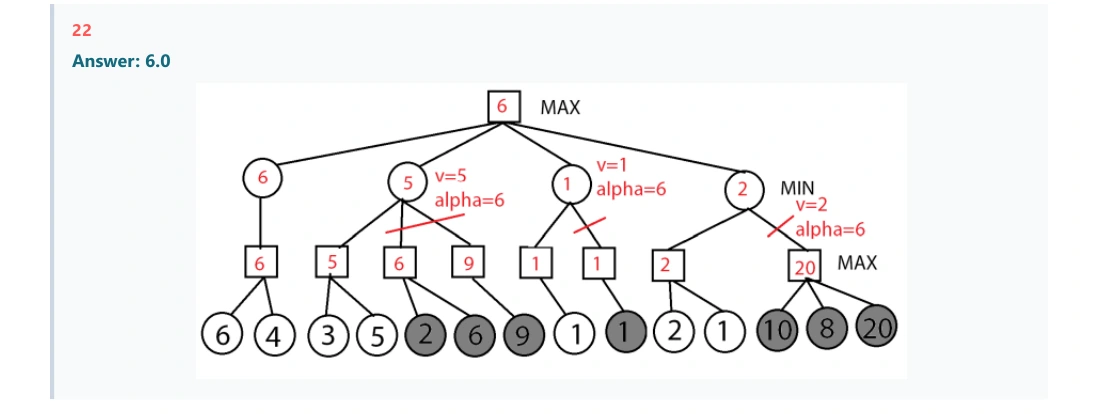 22
Answer: 6.0
6 MAX
v=1
6 5 v=5 1 alpha=6 2 MIN
alpha=6 v=2
alpha=6
6 5 6 9 1 1 2 20 MAX
6 4 3 5 2 6 9 1 1 2 1 10 8 20